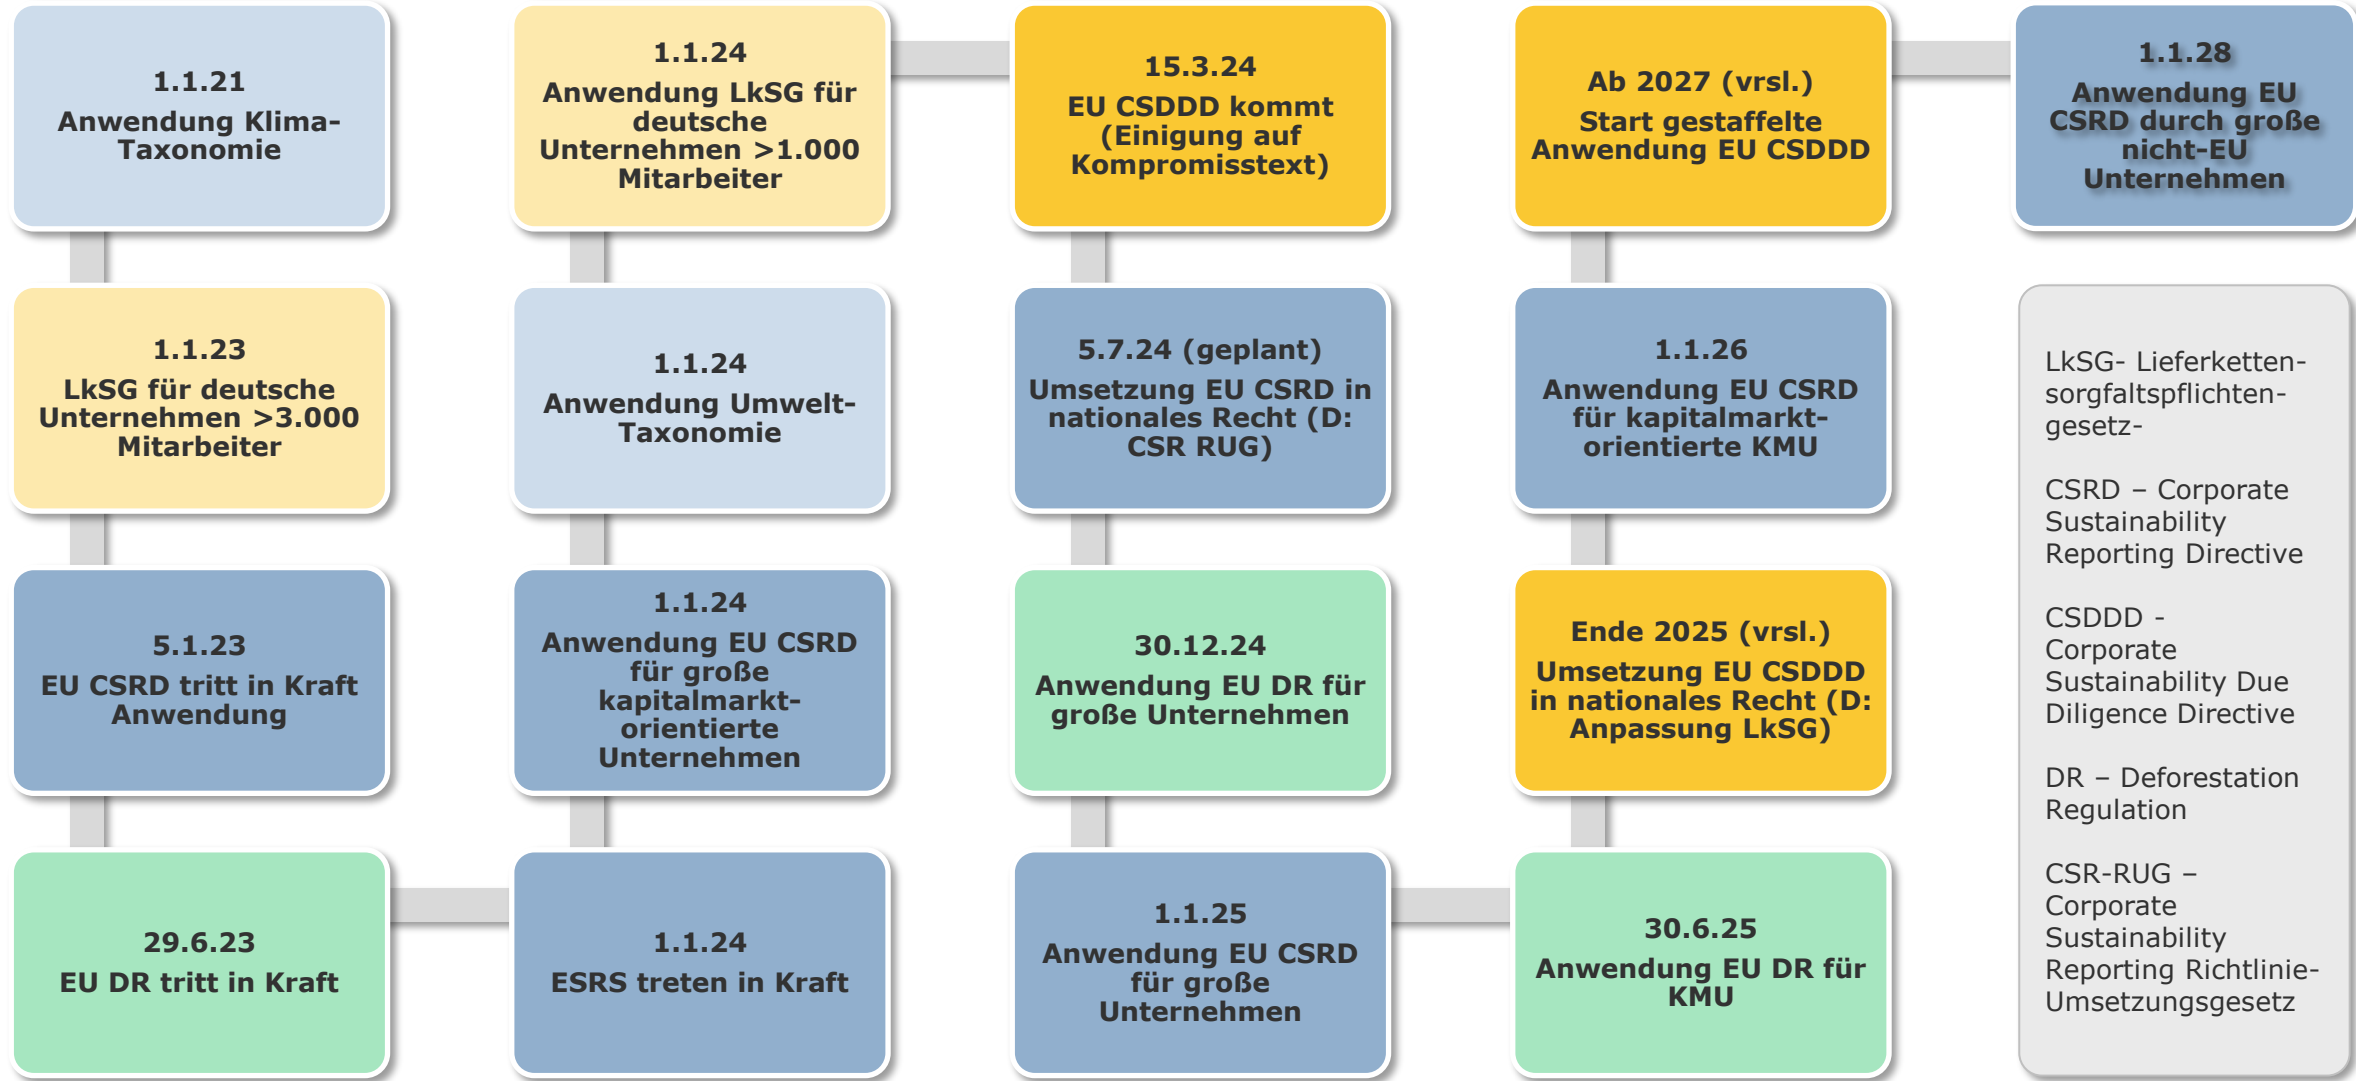 1.1.21
Anwendung Klima-
Taxonomie
1.1.23
LkSG für deutsche
Unternehmen >3.000
Mitarbeiter
5.1.23
EU CSRD tritt in Kraft
Anwendung
29.6.23
EU DR tritt in Kraft
1.1.24
ESRS treten in Kraft
1.1.24
Anwendung EU CSRD
für große
kapitalmarkt-
orientierte
Unternehmen
1.1.24
Anwendung Umwelt-
Taxonomie
1.1.24
Anwendung LkSG für
deutsche
Unternehmen >1.000
Mitarbeiter
15.3.24
EU CSDDD kommt
(Einigung auf
Kompromisstext)
5.7.24 (geplant)
Umsetzung EU CSRD in
nationales Recht (D:
CSR RUG)
30.12.24
Anwendung EU DR für
große Unternehmen
1.1.25
Anwendung EU CSRD
für große
Unternehmen
30.6.25
Anwendung EU DR für
KMU
Ende 2025 (vrsl.)
Umsetzung EU CSDDD
in nationales Recht (D:
Anpassung LkSG)
1.1.26
Anwendung EU CSRD
für kapitalmarkt-
orientierte KMU
Ab 2027 (vrsl.)
Start gestaffelte
Anwendung EU CSDDD
1.1.28
Anwendung EU
CSRD durch große
nicht-EU
Unternehmen
LkSG- Lieferketten-
sorgfaltspflichten-
gesetz-
CSRD – Corporate
Sustainability
Reporting Directive
CSDDD -
Corporate
Sustainability Due
Diligence Directive
DR – Deforestation
Regulation
CSR-RUG –
Corporate
Sustainability
Reporting Richtlinie-
Umsetzungsgesetz